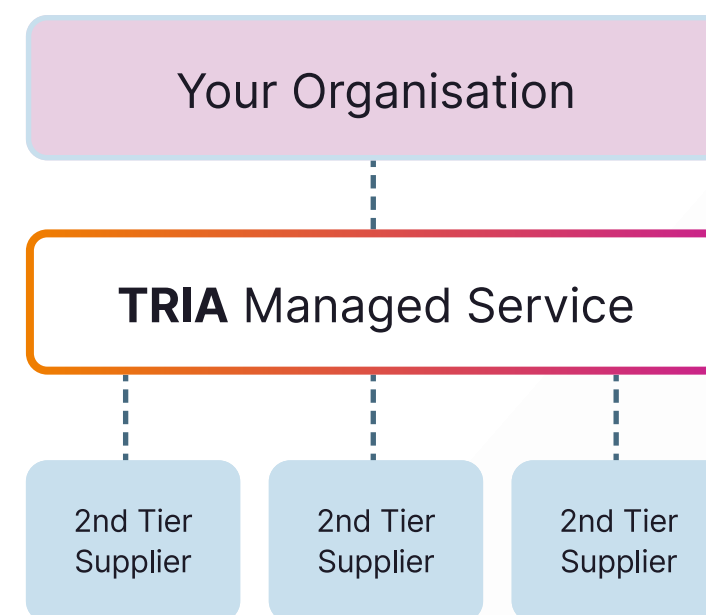 Your Organisation
TRIA Managed Service
2nd Tier
Supplier
2nd Tier
Supplier
2nd Tier
Supplier